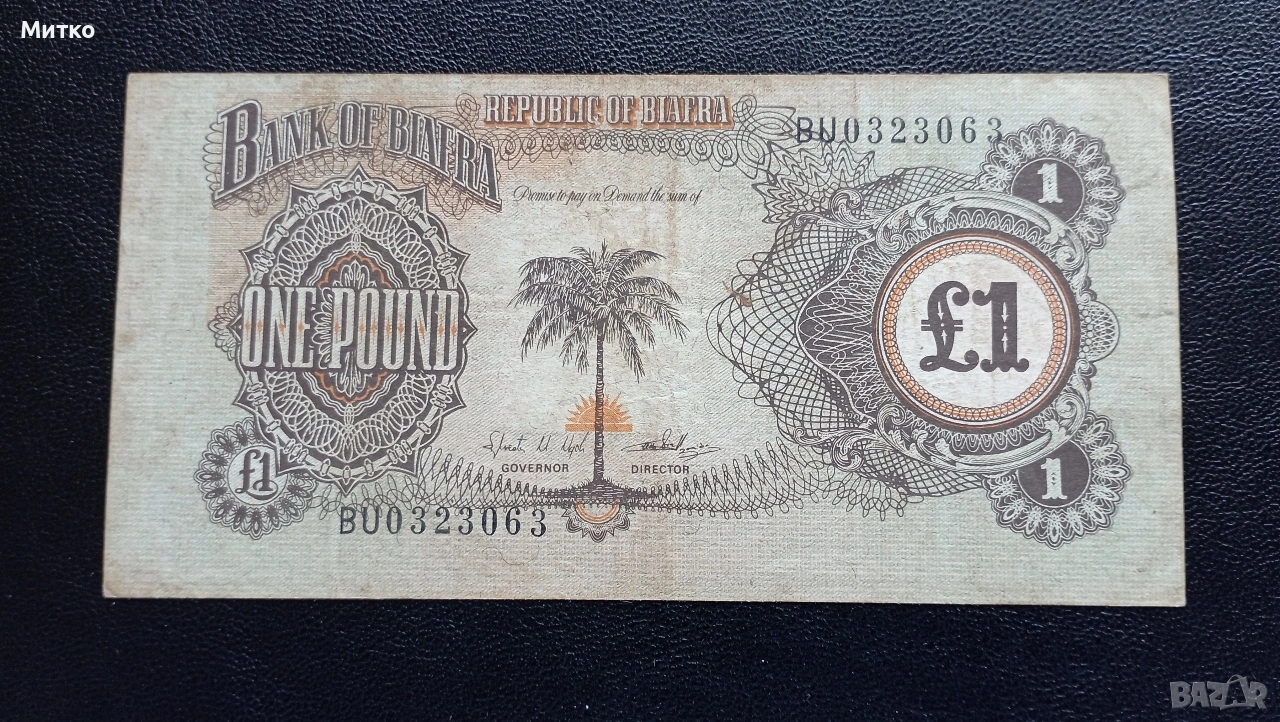 Митко
BANK OF BIAFRA
REPUBLIC OF BIAFRA
BU0323063
1
Promise to pay on Demand the sum of
ONE POUND
£1
GOVERNOR DIRECTOR
£1
1
BU0323063
BAZAR